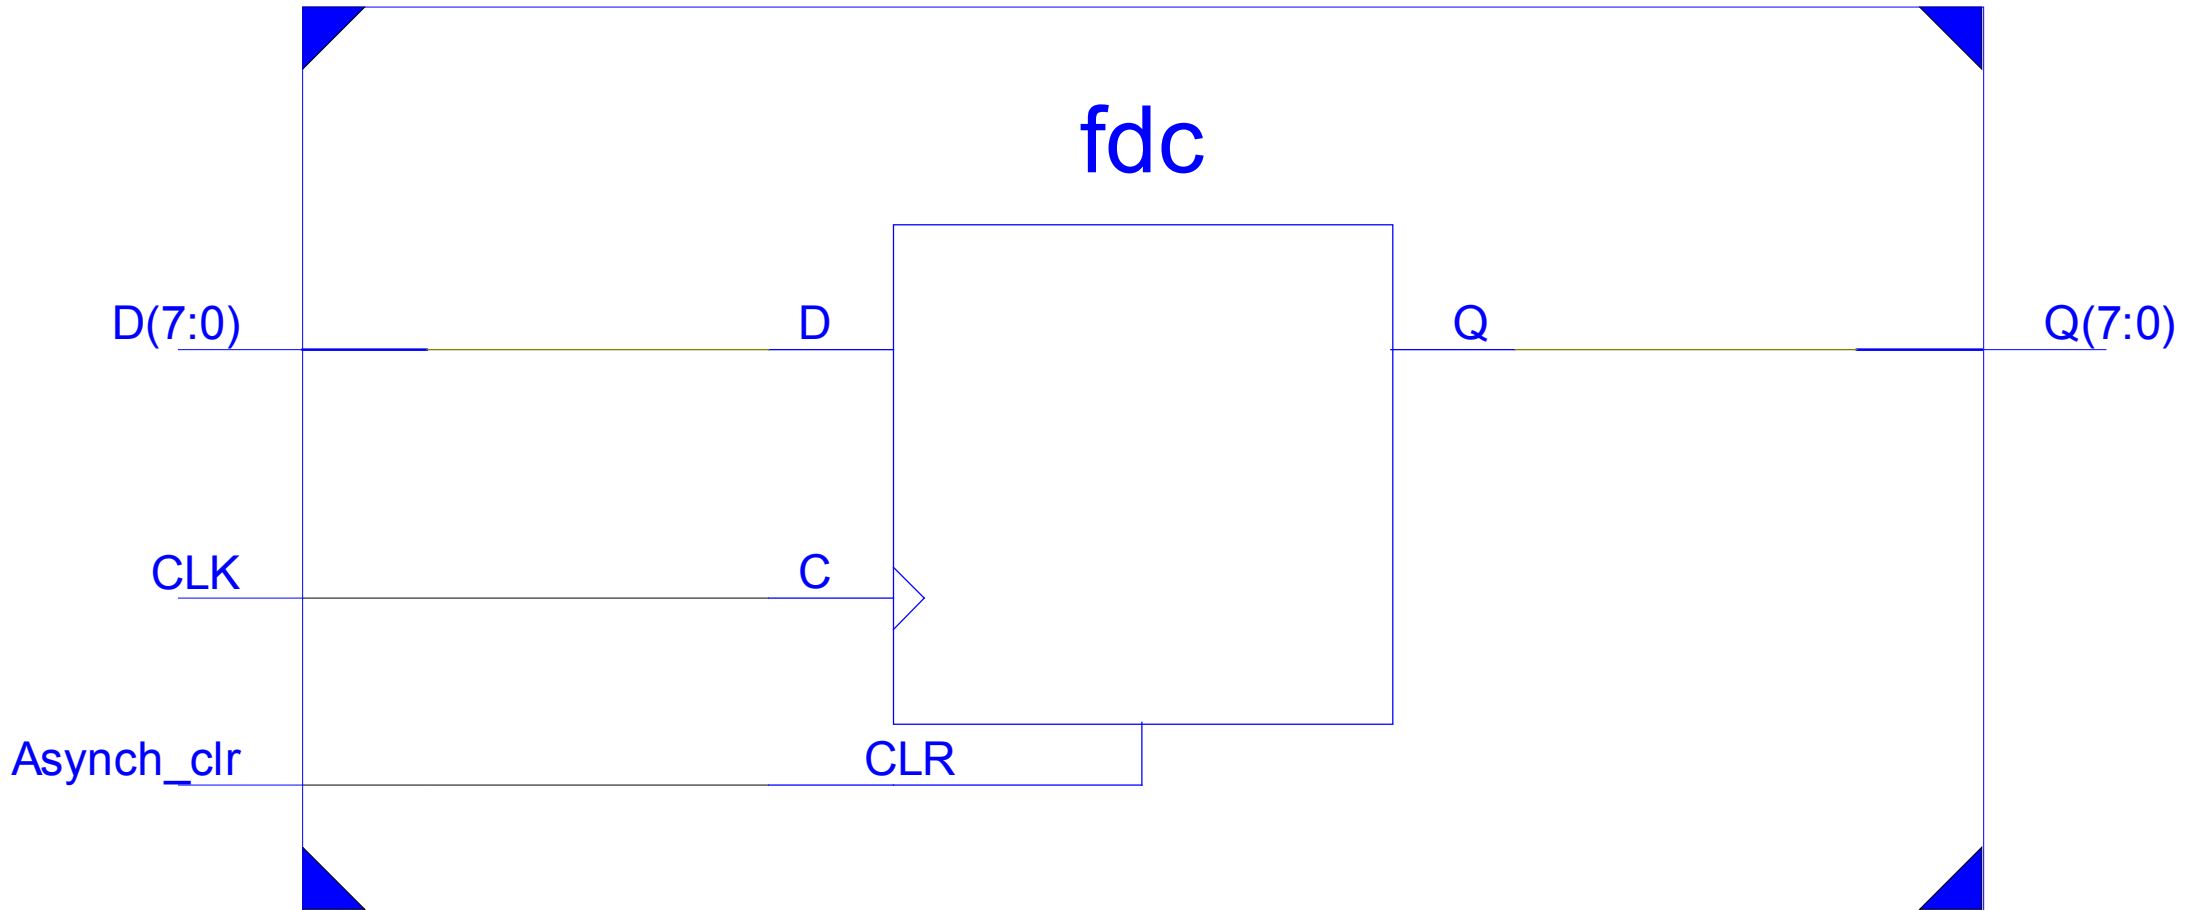 fdc
D(7:0)
D
Q
Q(7:0)
CLK
C
Asynch_clr
CLR